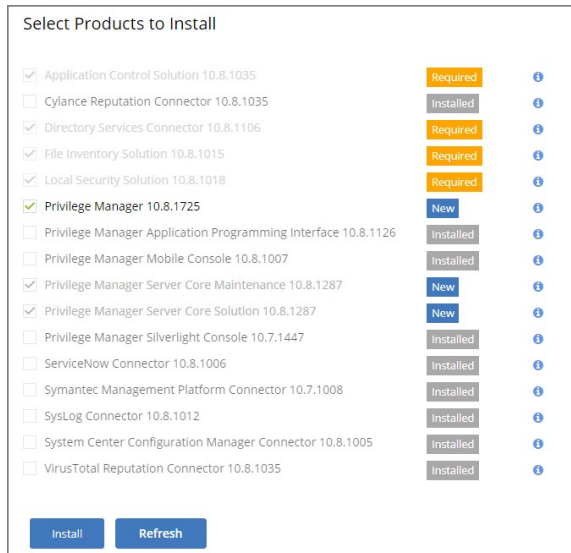 Select Products to Install
Application Control Solution 10.8.1035 Required
Cylance Reputation Connector 10.8.1035 Installed
Directory Services Connector 10.8.1106 Required
File Inventory Solution 10.8.1015 Required
Local Security Solution 10.8.1018 Required
Privilege Manager 10.8.1725 New
Privilege Manager Application Programming Interface 10.8.1126 Installed
Privilege Manager Mobile Console 10.8.1007 Installed
Privilege Manager Server Core Maintenance 10.8.1287 New
Privilege Manager Server Core Solution 10.8.1287 New
Privilege Manager Silverlight Console 10.7.1447 Installed
ServiceNow Connector 10.8.1006 Installed
Symantec Management Platform Connector 10.7.1008 Installed
SysLog Connector 10.8.1012 Installed
System Center Configuration Manager Connector 10.8.1005 Installed
VirusTotal Reputation Connector 10.8.1035 Installed
Install Refresh